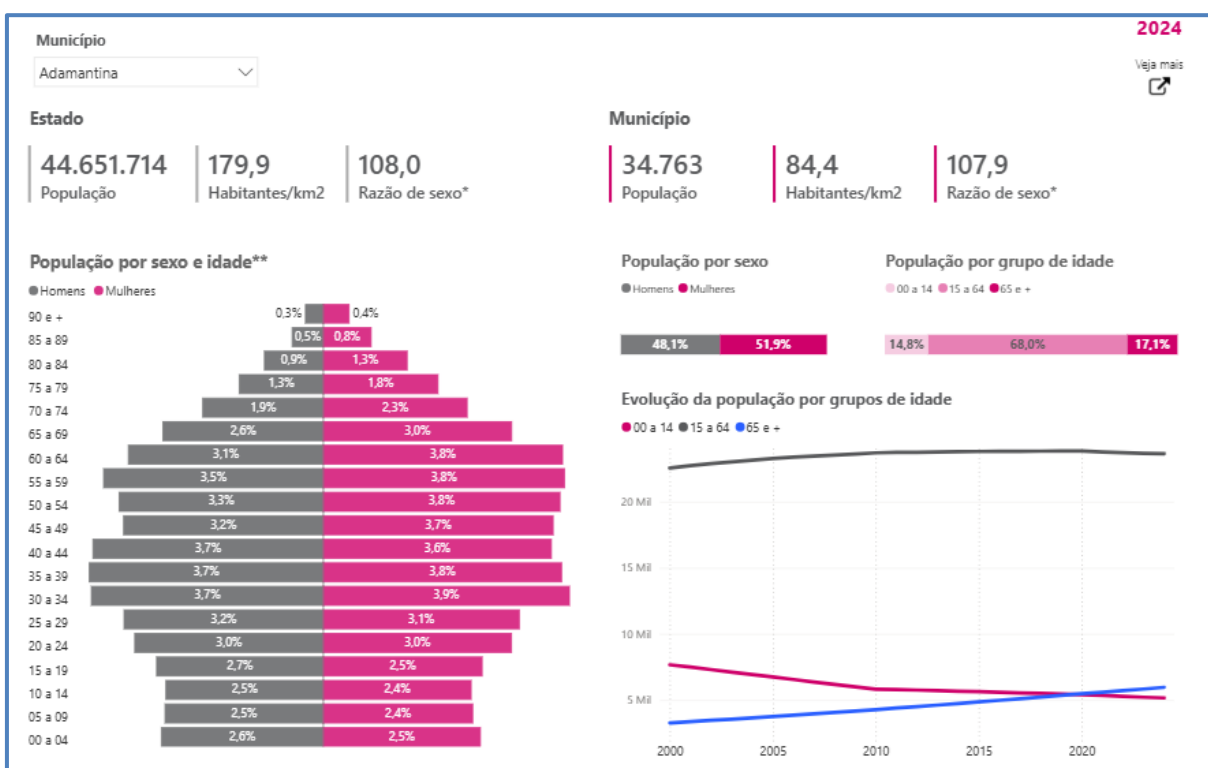 2024
Município
Adamantina
Veja mais
Estado
44.651.714 179,9 108,0
População Habitantes/km2 Razão de sexo*
Município
34.763 84,4 107,9
População Habitantes/km2 Razão de sexo*
População por sexo e idade**
Homens Mulheres
90 e + 0,3% 0,4%
85 a 89 0,5% 0,8%
80 a 84 0,9% 1,3%
75 a 79 1,3% 1,8%
70 a 74 1,9% 2,3%
65 a 69 2,6% 3,0%
60 a 64 3,1% 3,8%
55 a 59 3,5% 3,8%
50 a 54 3,3% 3,8%
45 a 49 3,2% 3,7%
40 a 44 3,7% 3,6%
35 a 39 3,7% 3,8%
30 a 34 3,7% 3,9%
25 a 29 3,2% 3,1%
20 a 24 3,0% 3,0%
15 a 19 2,7% 2,5%
10 a 14 2,5% 2,4%
05 a 09 2,5% 2,4%
00 a 04 2,6% 2,5%
População por sexo
Homens Mulheres
48,1% 51,9%
População por grupo de idade
00 a 14 15 a 64 65 e +
14,8% 68,0% 17,1%
Evolução da população por grupos de idade
00 a 14 15 a 64 65 e +
20 Mil
15 Mil
10 Mil
5 Mil
2000 2005 2010 2015 2020